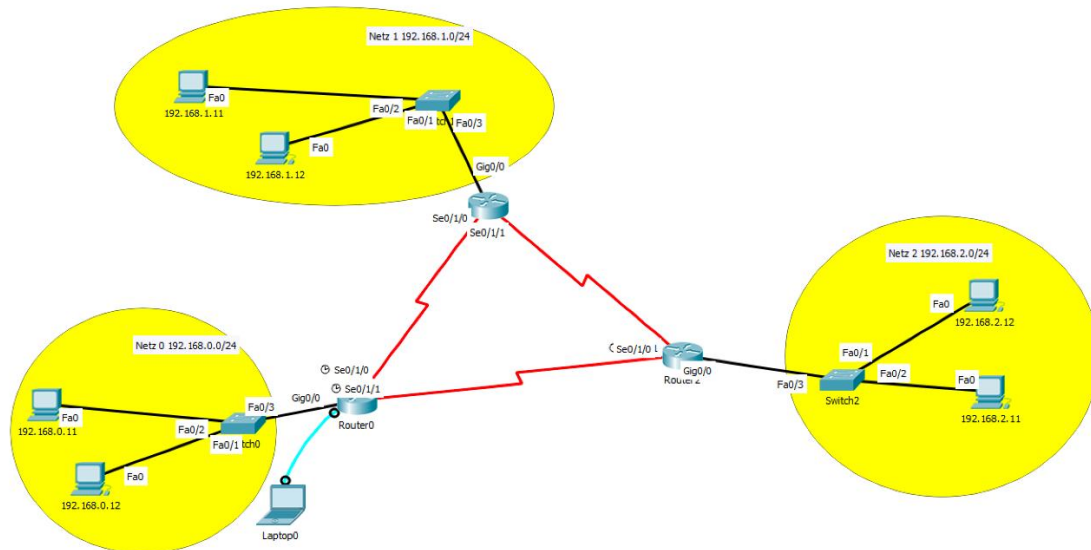 Netz 1 192.168.1.0/24
Fa0
192.168.1.11
Fa0/2
Fa0/1
Fa0/3
Fa0
192.168.1.12
Gig0/0
Se0/1/0
Se0/1/1
Netz 2 192.168.2.0/24
Fa0
192.168.2.12
Se0/1/0
Gig0/0
Fa0/1
Fa0/2
Fa0/3
Fa0
Switch2
192.168.2.11
Netz 0 192.168.0.0/24
Se0/1/0
Se0/1/1
Gig0/0
Fa0/3
Router0
Fa0
192.168.0.11
Fa0/2
Fa0/1
Fa0
192.168.0.12
Laptop0